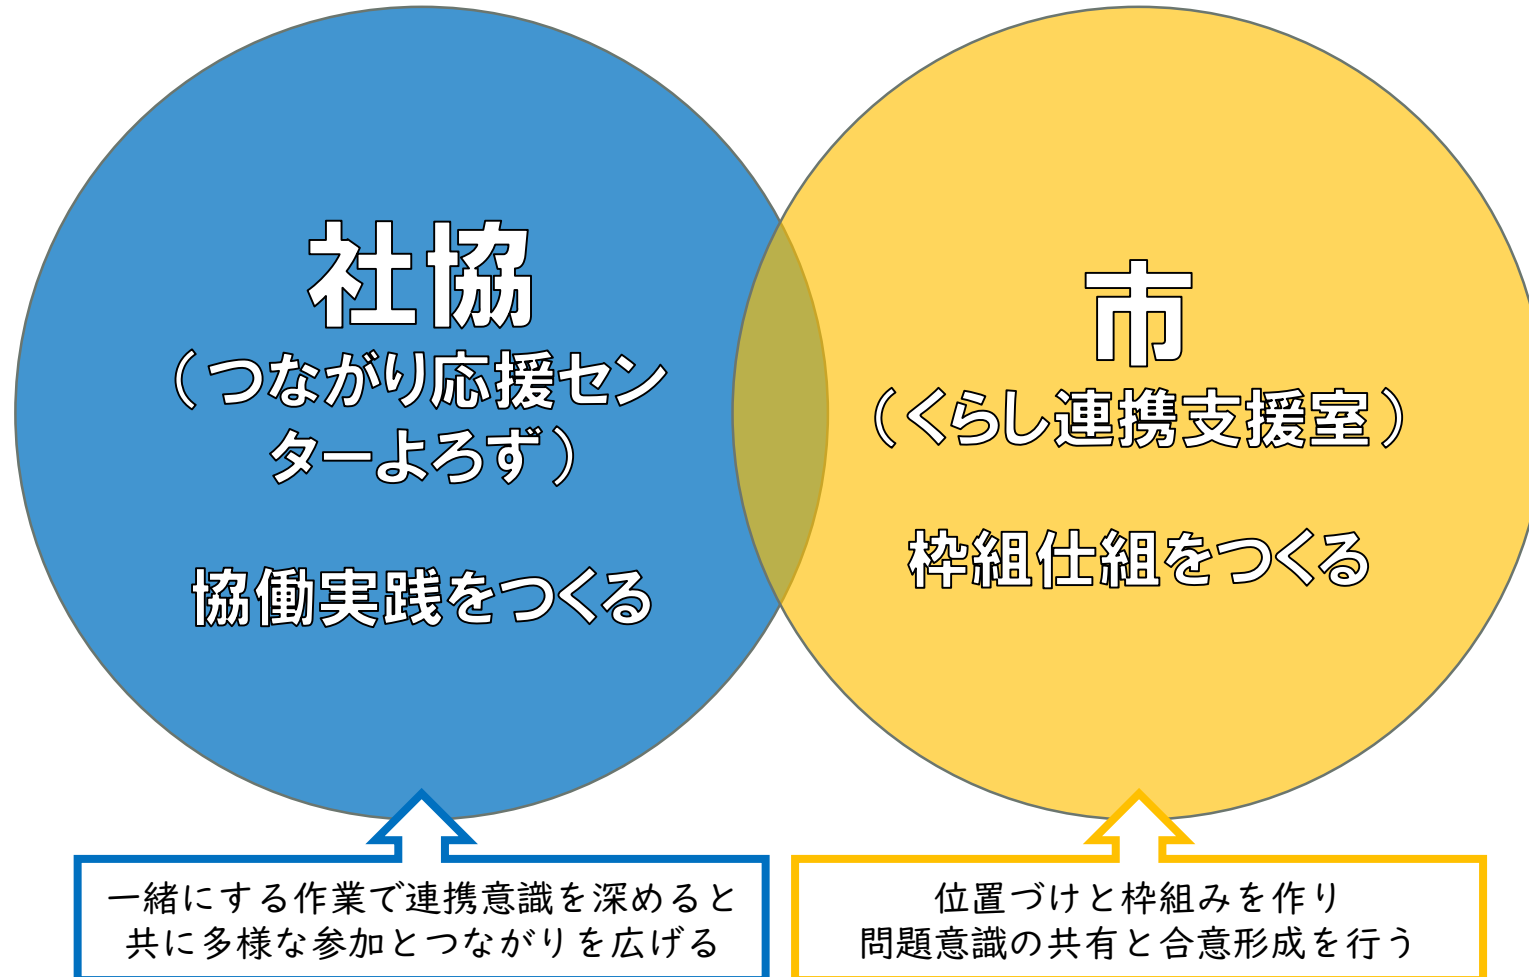 社協
（つながり応援セン
ターよろず）
協働実践をつくる
市
（くらし連携支援室）
枠組仕組をつくる
一緒にする作業で連携意識を深めると
共に多様な参加とつながりを広げる
位置づけと枠組みを作り
問題意識の共有と合意形成を行う